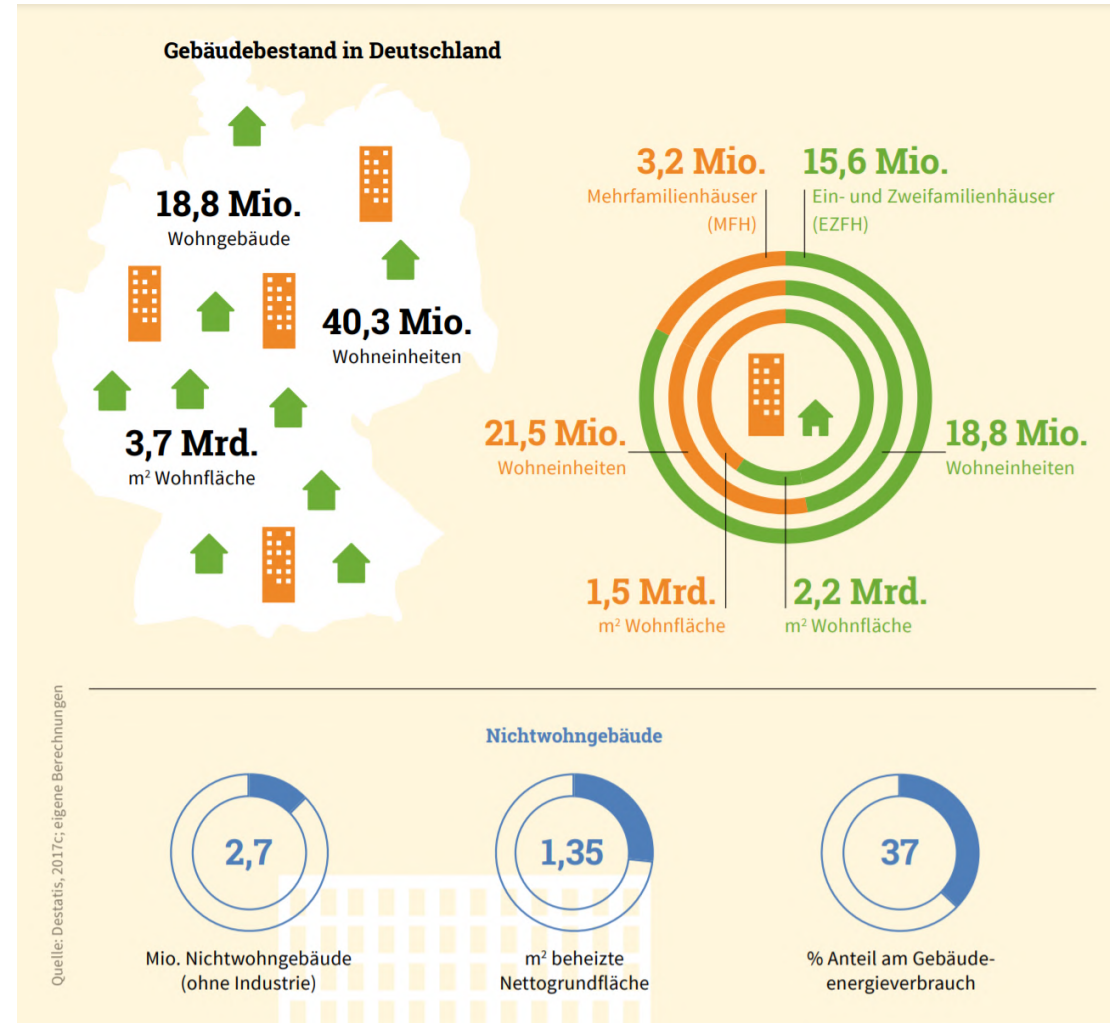 Gebäudebestand in Deutschland
18,8 Mio.
Wohngebäude
40,3 Mio.
Wohneinheiten
3,7 Mrd.
m² Wohnfläche
3,2 Mio.
Mehrfamilienhäuser
(MFH)
15,6 Mio.
Ein- und Zweifamilienhäuser
(EZFH)
21,5 Mio.
Wohneinheiten
18,8 Mio.
Wohneinheiten
1,5 Mrd.
m² Wohnfläche
2,2 Mrd.
m² Wohnfläche
Nichtwohngebäude
2,7
Mio. Nichtwohngebäude
(ohne Industrie)
1,35
m² beheizte
Nettogrundfläche
37
% Anteil am Gebäude-
energieverbrauch
Quelle: Destatis, 2017c; eigene Berechnungen